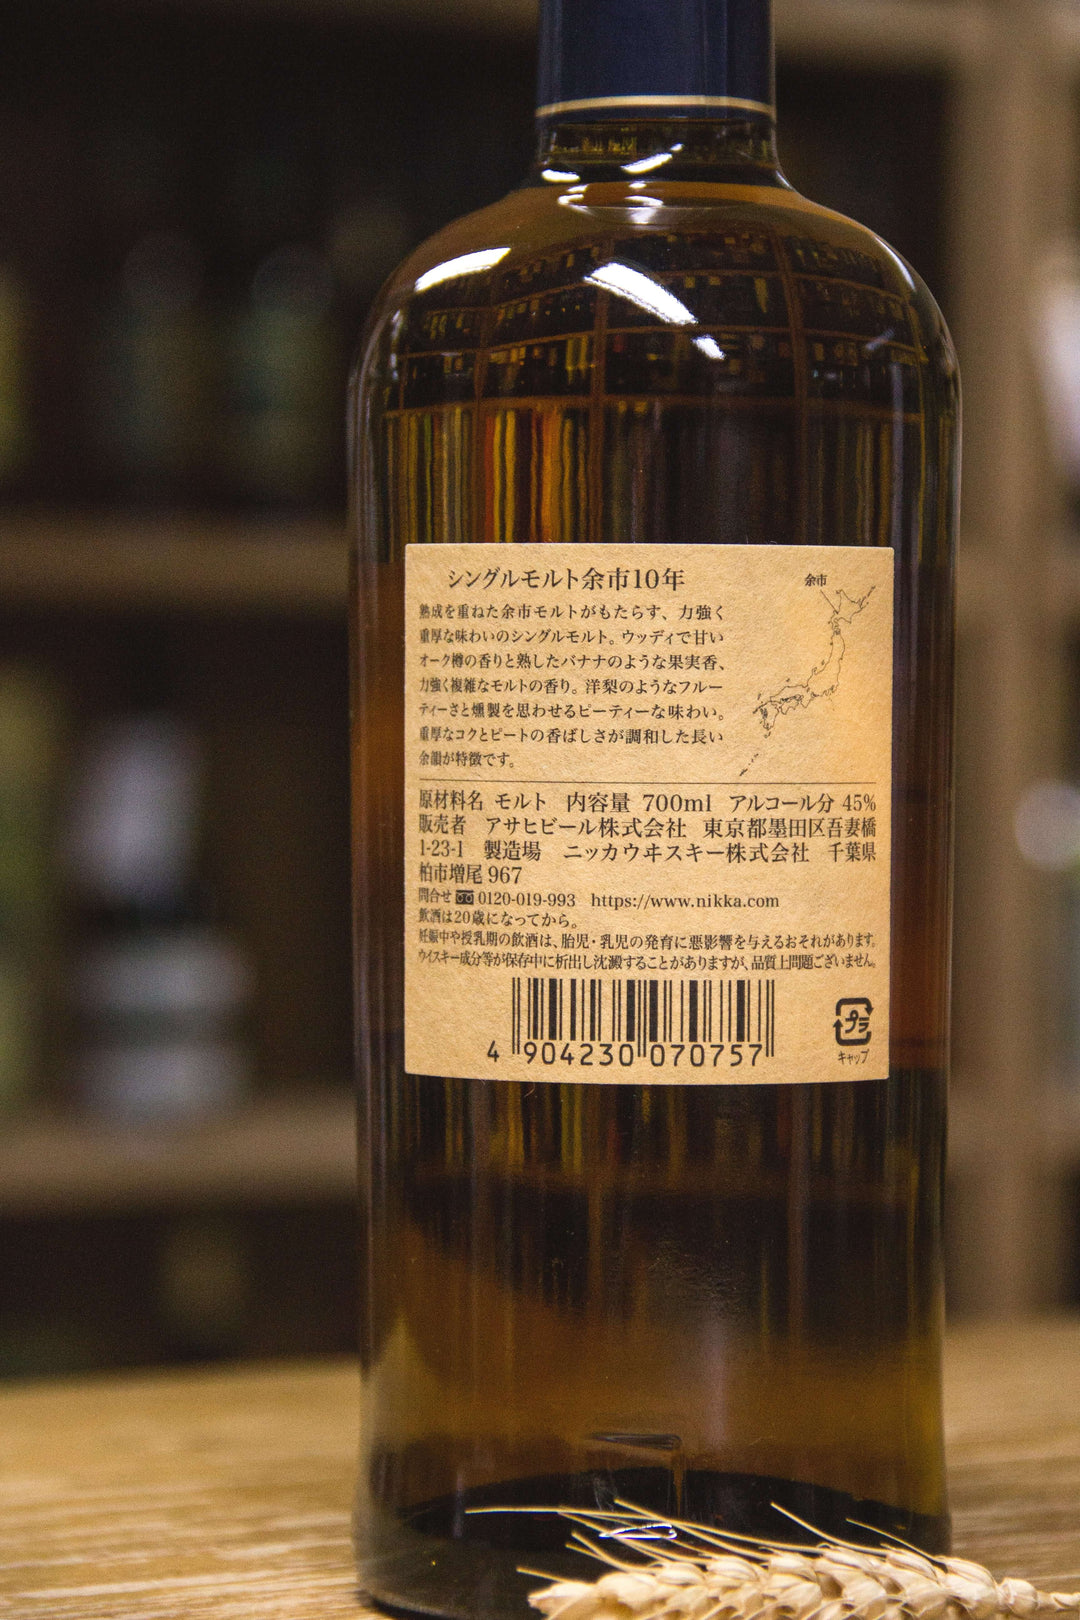 シングルモルト余市10年
余市
熟成を重ねた余市モルトがもたらす、力強く
重厚な味わいのシングルモルト。ウッディで甘い
オーク樽の香りと熟したバナナのような果実香、
力強く複雑なモルトの香り。洋梨のようなフルー
ティーさと燻製を思わせるピーティーな味わい。
重厚なコクとピートの香ばしさが調和した長い
余韻が特徴です。
原材料名 モルト 内容量 700ml アルコール分 45%
販売者 アサヒビール株式会社 東京都墨田区吾妻橋
1-23-1 製造場 ニッカウヰスキー株式会社 千葉県
柏市増尾967
問合せ 0120-019-993 https://www.nikka.com
飲酒は20歳になってから。
妊娠中や授乳期の飲酒は、胎児・乳児の発育に悪影響を与えるおそれがあります。
ウイスキー成分等が保存中に析出し沈澱することがありますが、品質上問題ございません。
4 904230 070757
プラ
キャップ